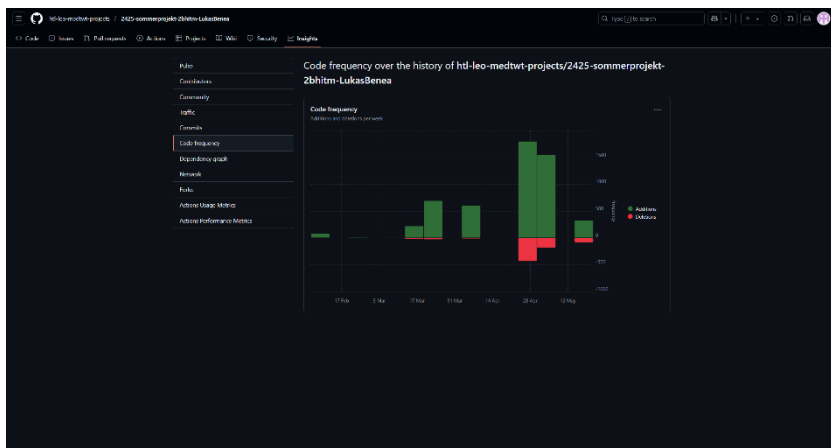 htl-leo-medtwt-projects / 2425-sommerprojekt-2bhitm-LukasBenea
Type / to search
Code Issues Pull requests Actions Projects Wiki Security Insights
Pulse
Contributors
Community
Traffic
Commits
Code frequency
Dependency graph
Network
Forks
Actions Usage Metrics
Actions Performance Metrics
Code frequency over the history of htl-leo-medtwt-projects/2425-sommerprojekt-
2bhitm-LukasBenea
Code frequency
Additions and deletions per week
1500
1000
500
0
-500
-1000
Frequency
Additions
Deletions
17 Feb 3 Mar 17 Mar 31 Mar 14 Apr 28 Apr 12 May